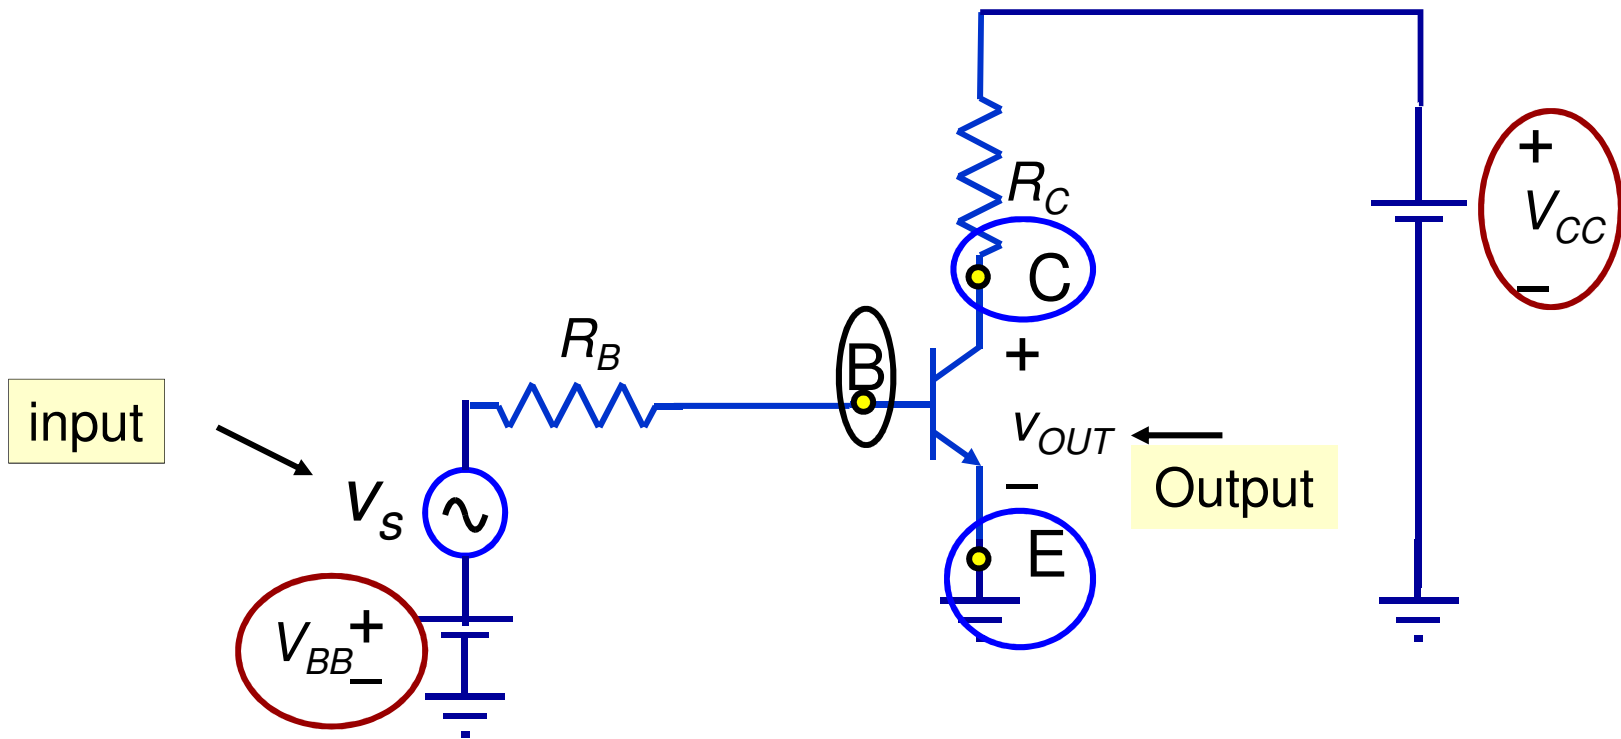 R_C
+
V_CC
–
C
R_B
B
+
input
v_OUT
Output
v_s
–
E
V_BB
+
–